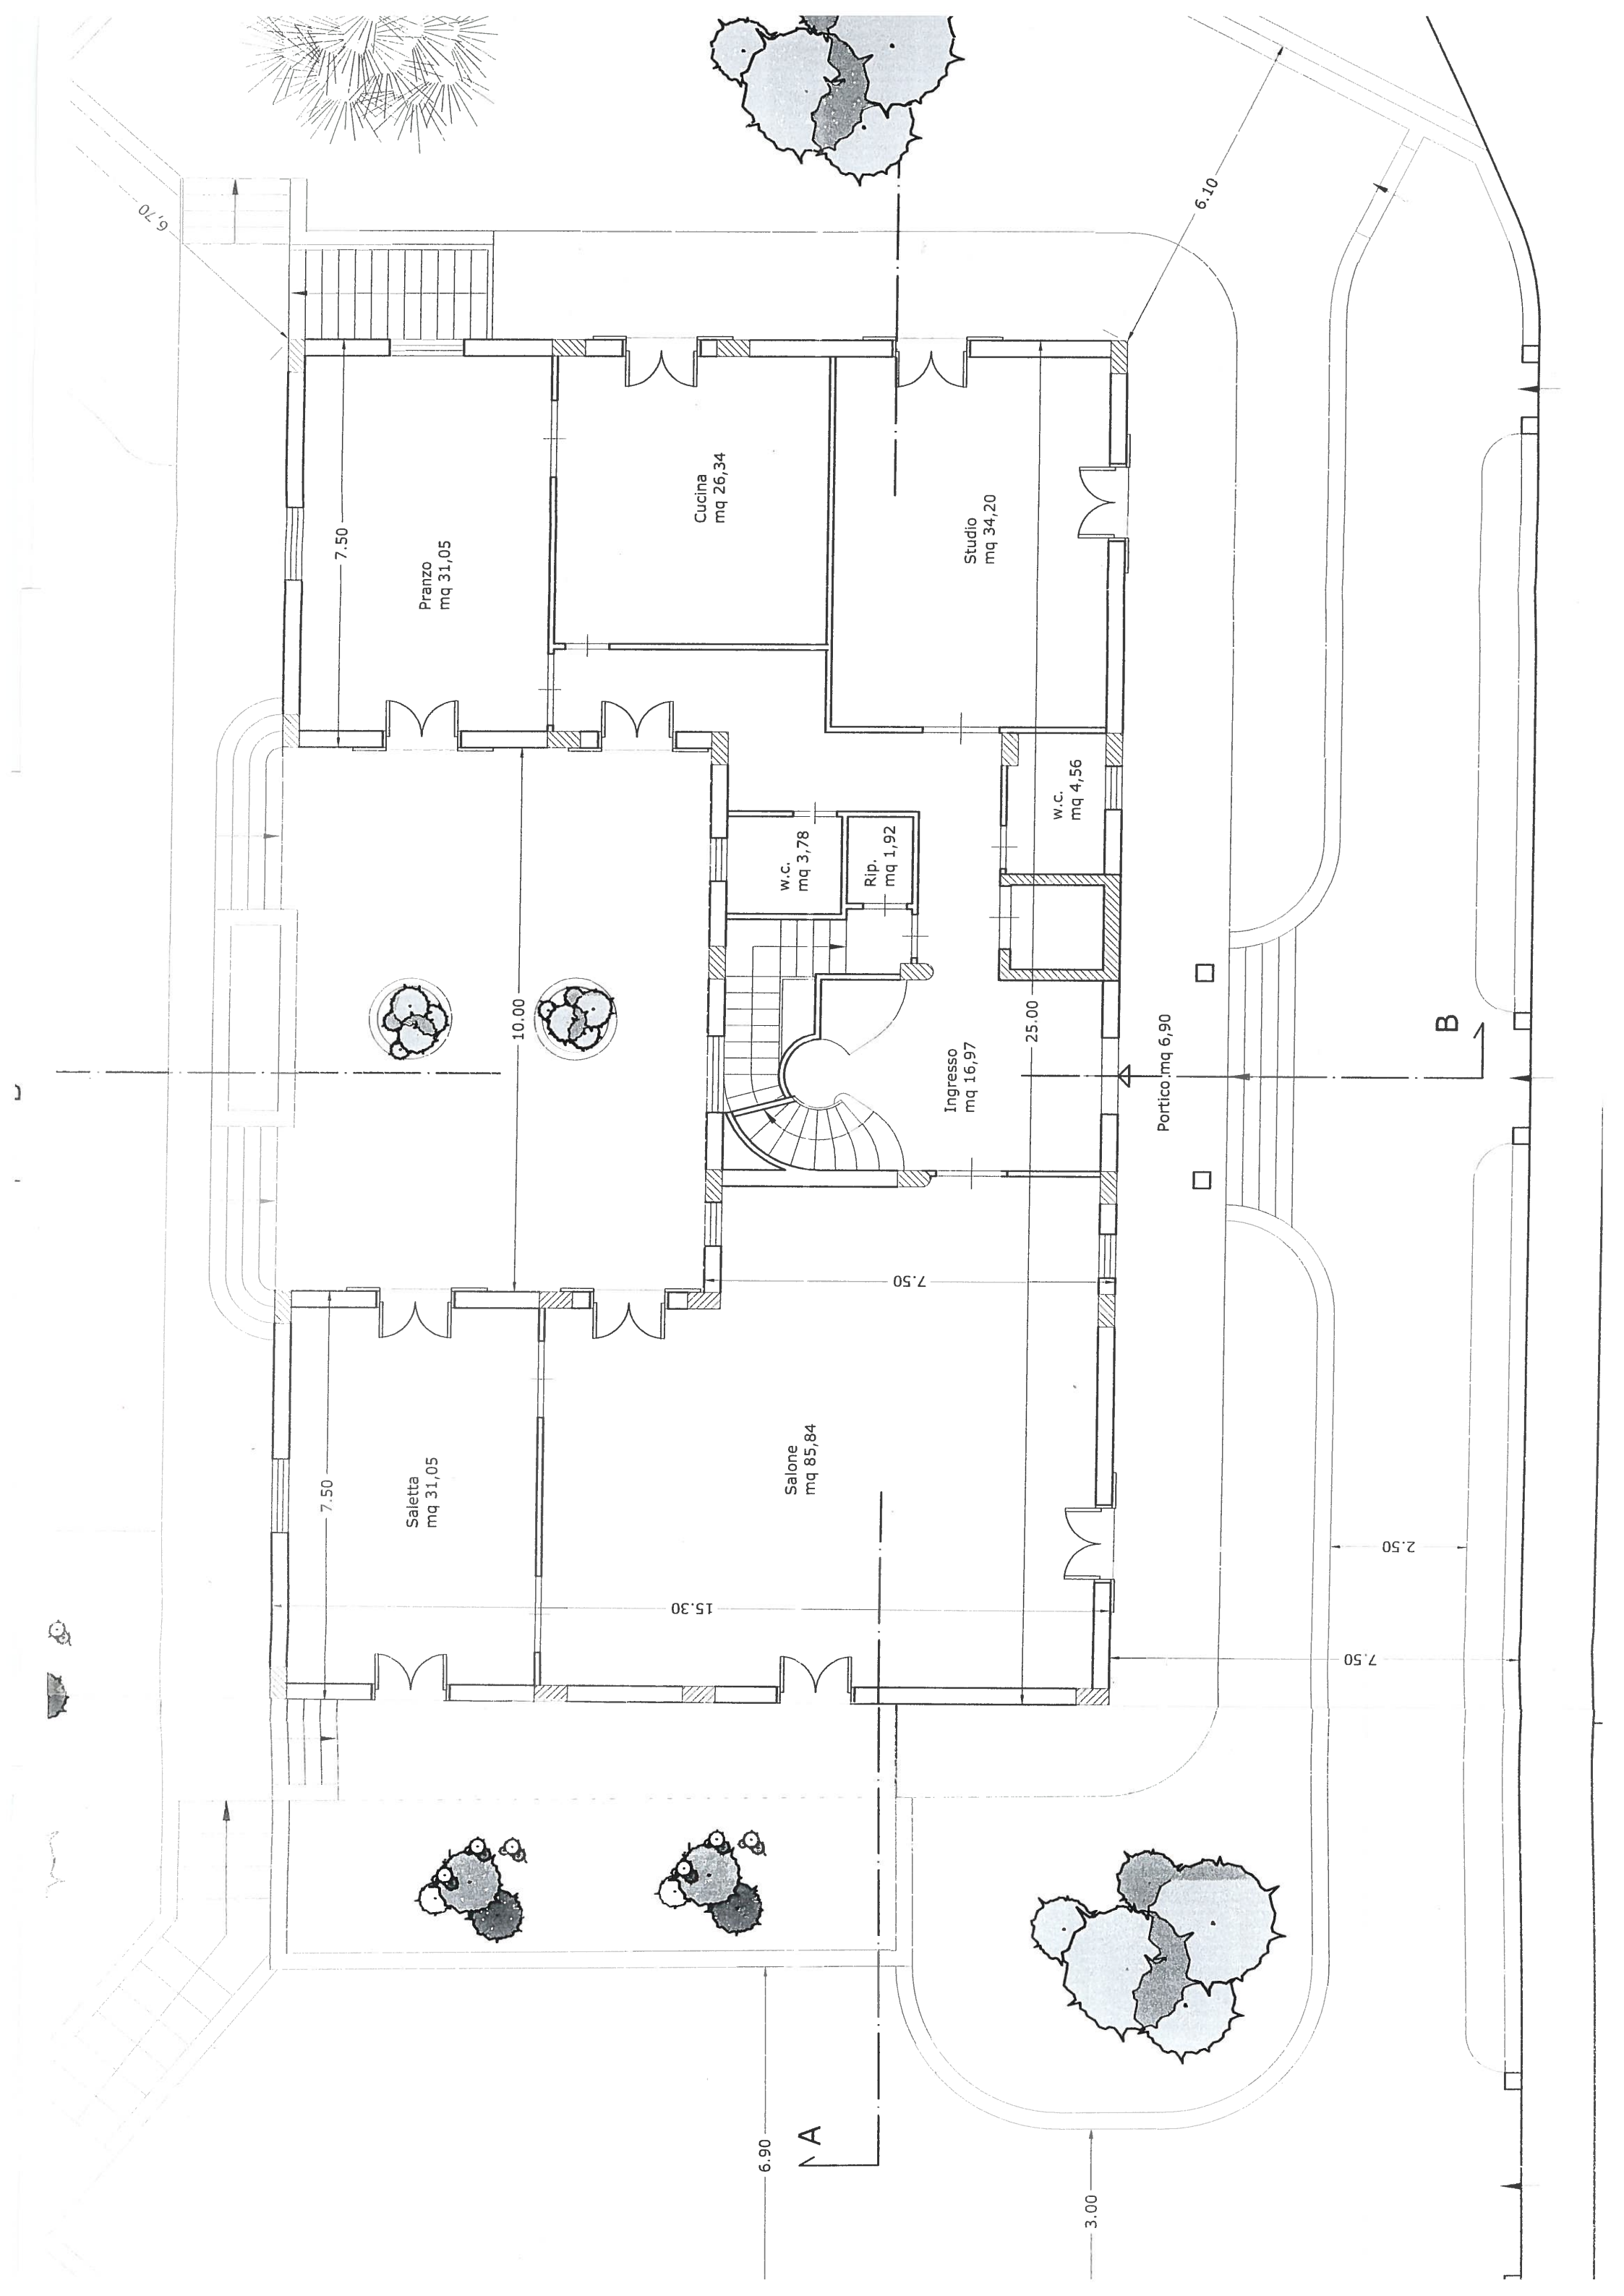 6,70
6.10
7.50
Pranzo
mq 31,05
Cucina
mq 26,34
Studio
mq 34,20
w.c.
mq 4,56
w.c.
mq 3,78
Rip.
mq 1,92
10.00
25.00
Ingresso
mq 16,97
Portico mq 6,90
B
7.50
7.50
Saletta
mq 31,05
Salone
mq 85,84
15.30
2.50
7.50
A
6.90
3.00